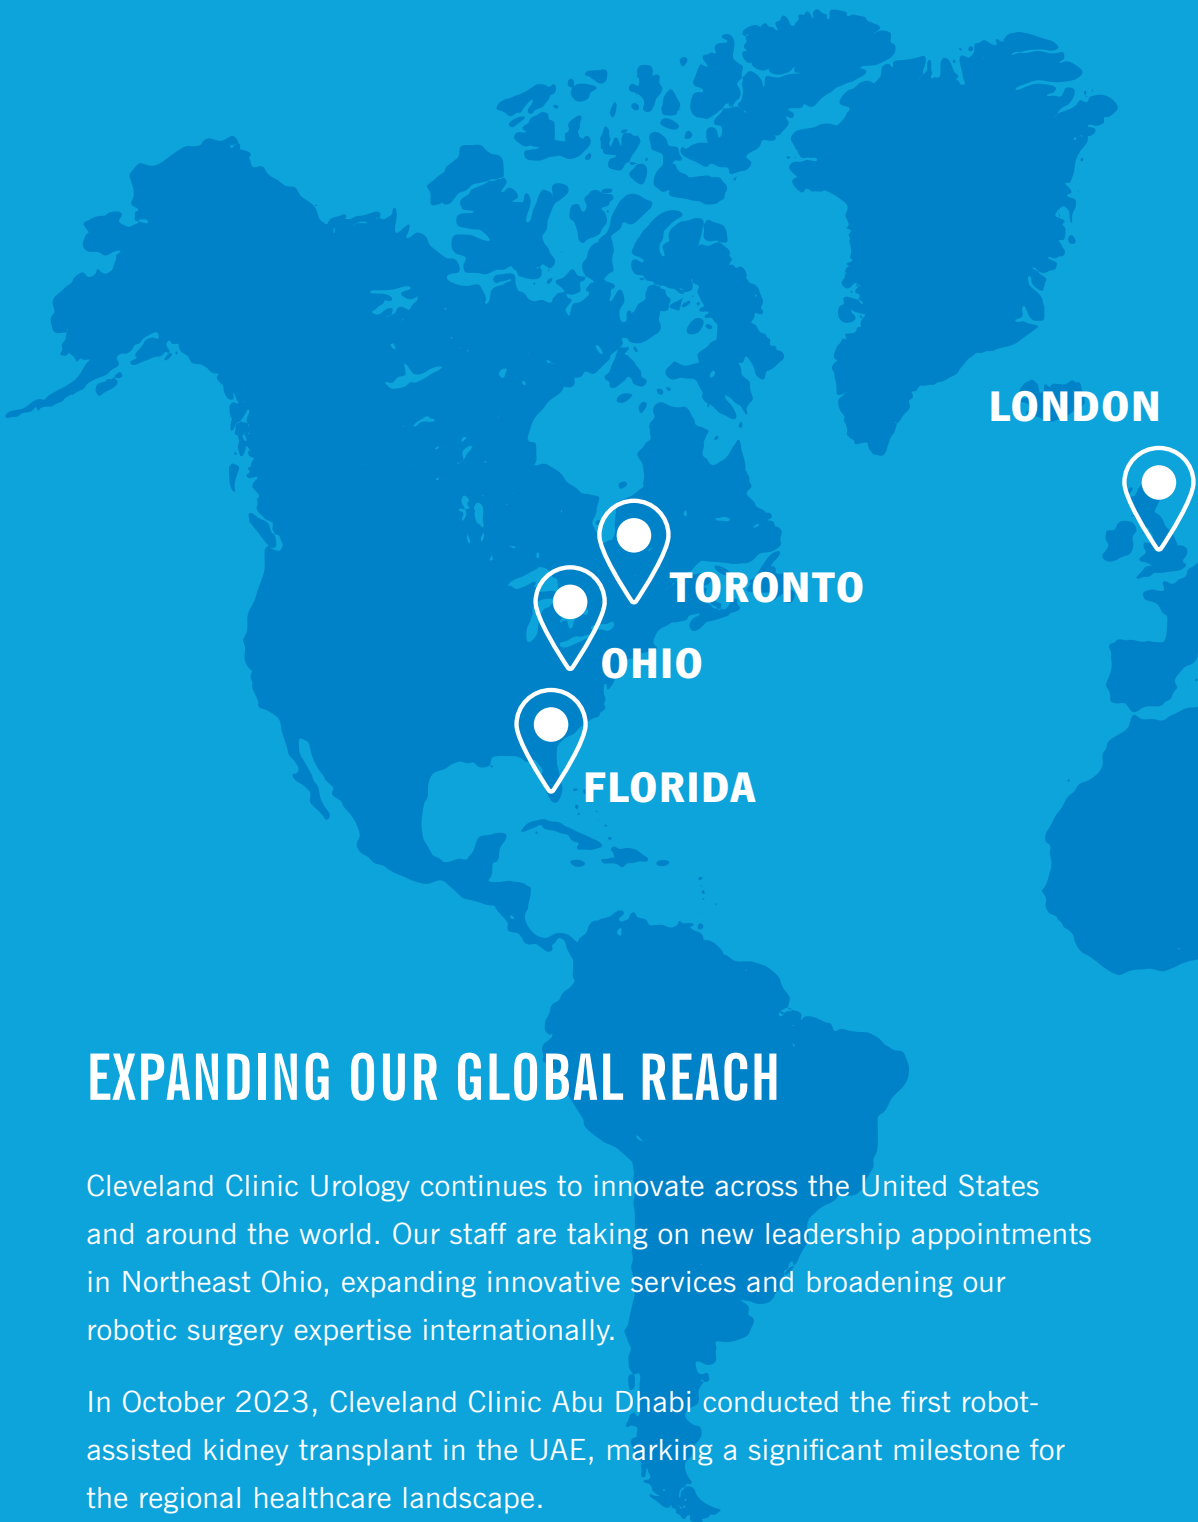 LONDON
TORONTO
OHIO
FLORIDA
EXPANDING OUR GLOBAL REACH
Cleveland Clinic Urology continues to innovate across the United States
and around the world. Our staff are taking on new leadership appointments
in Northeast Ohio, expanding innovative services and broadening our
robotic surgery expertise internationally.
In October 2023, Cleveland Clinic Abu Dhabi conducted the first robot-
assisted kidney transplant in the UAE, marking a significant milestone for
the regional healthcare landscape.